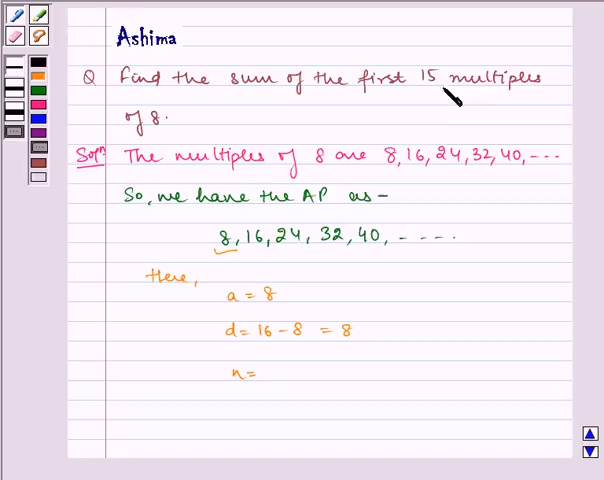 Ashima
Q Find the sum of the first 15 multiples
of 8.
Solⁿ The multiples of 8 are 8, 16, 24, 32, 40, ---
So, we have the AP as -
8, 16, 24, 32, 40, - - - -.
Here,
a = 8
d = 16 - 8 = 8
n =